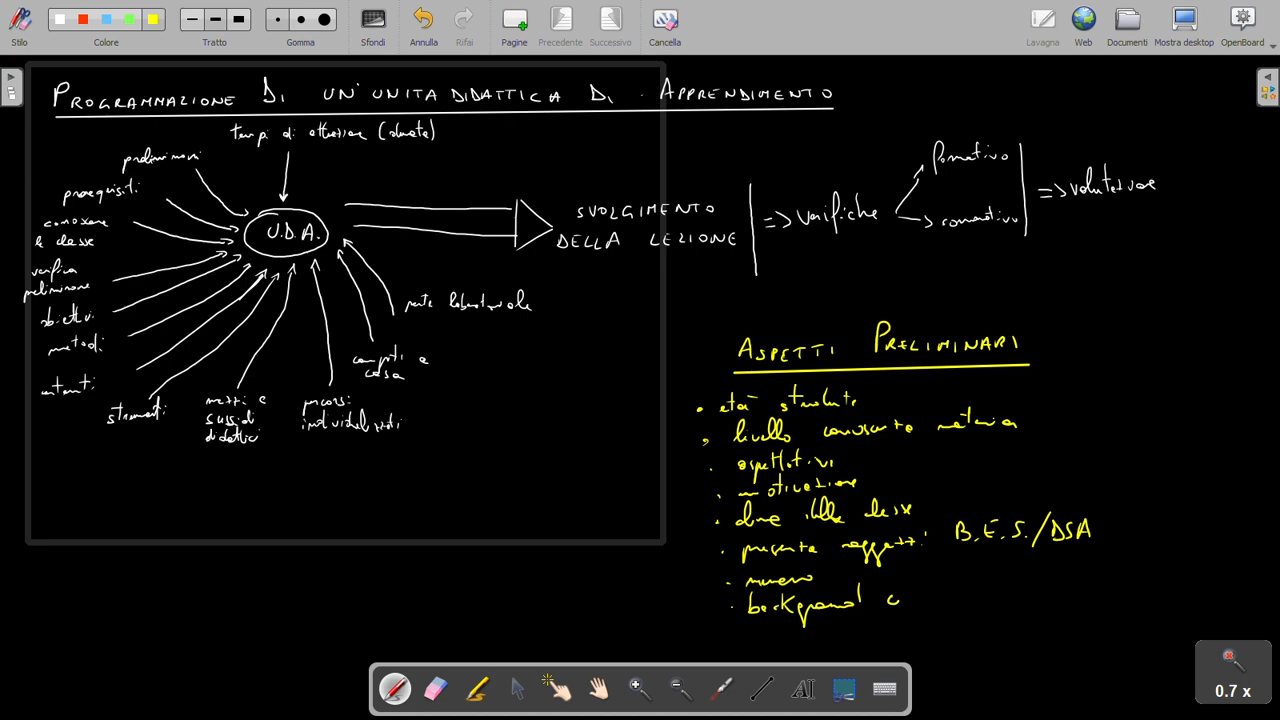 Stilo
Colore
Tratto
Gomma
Sfondi
Annulla
Rifai
Pagine
Precedente
Successivo
Cancella
Lavagna
Web
Documenti
Mostra desktop
OpenBoard
PROGRAMMAZIONE DI UN'UNITA DIDATTICA DI APPRENDIMENTO
tempi di attuazione (durata)
preliminari
prerequisiti
conoscere
la classe
verifica
preliminare
obiettivi
metodi
contenuti
strumenti
mezzi e
sussidi
didattici
percorsi
individualizzati
compiti a
casa
parte laboratoriale
U.D.A.
SVOLGIMENTO
DELLA LEZIONE
=> verifiche
formativo
sommativo
=> valutazione
ASPETTI PRELIMINARI
• età studente
• livello conoscenza materia
• aspettativi
• motivazione
• clima della classe
• presenza soggetti B.E.S./DSA
• numero
• background c
0.7 x